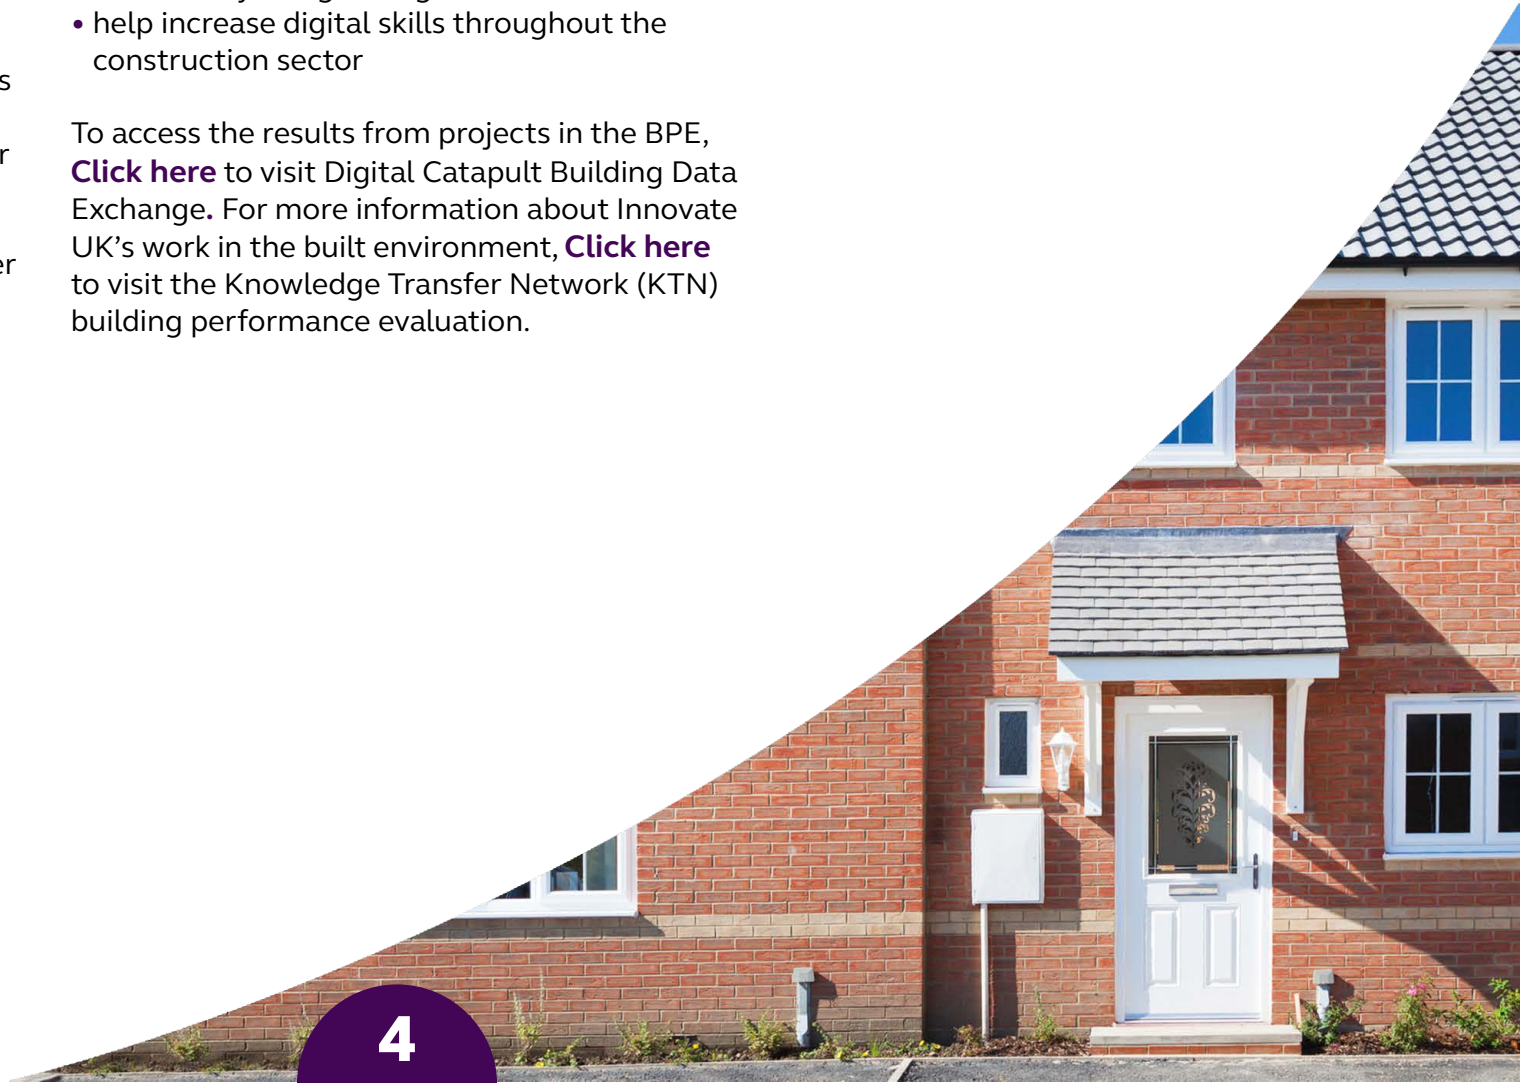 • help increase digital skills throughout the
construction sector
To access the results from projects in the BPE,
Click here to visit Digital Catapult Building Data
Exchange. For more information about Innovate
UK’s work in the built environment, Click here
to visit the Knowledge Transfer Network (KTN)
building performance evaluation.
4